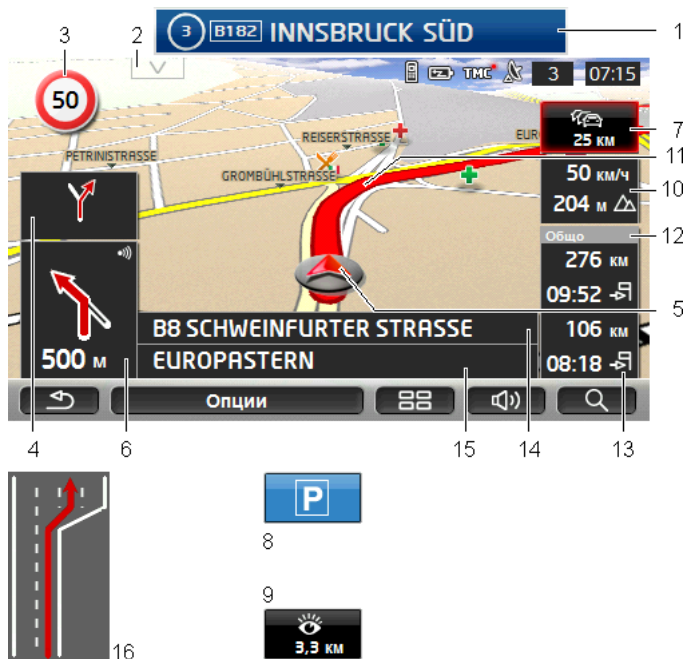 3 B182 INNSBRUCK SÜD
1
3
2
TMC 3 07:15
50
7
25 км
REISERSTRASSE
EUR
11
PETRINISTRASSE
GROMBÜHLSTRASSE
50 км/ч
10
204 м
Общо
12
276 км
09:52
5
B8 SCHWEINFURTER STRASSE
106 км
500 м
EUROPASTERN
08:18
Опции
4
6
15
14
13
P
8
9
3,3 км
16